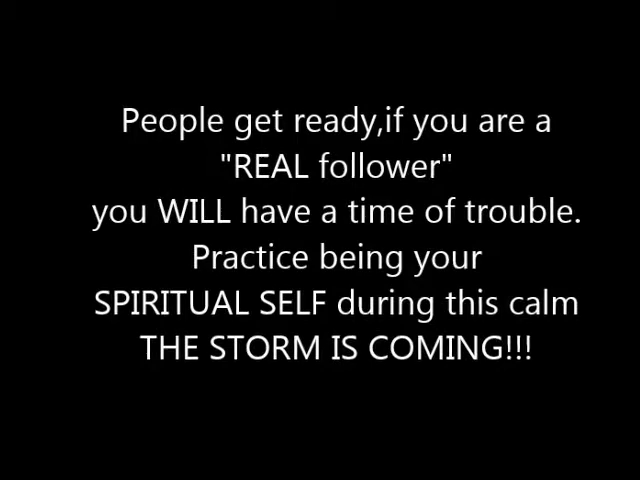 People get ready,if you are a
"REAL follower"
you WILL have a time of trouble.
Practice being your
SPIRITUAL SELF during this calm
THE STORM IS COMING!!!